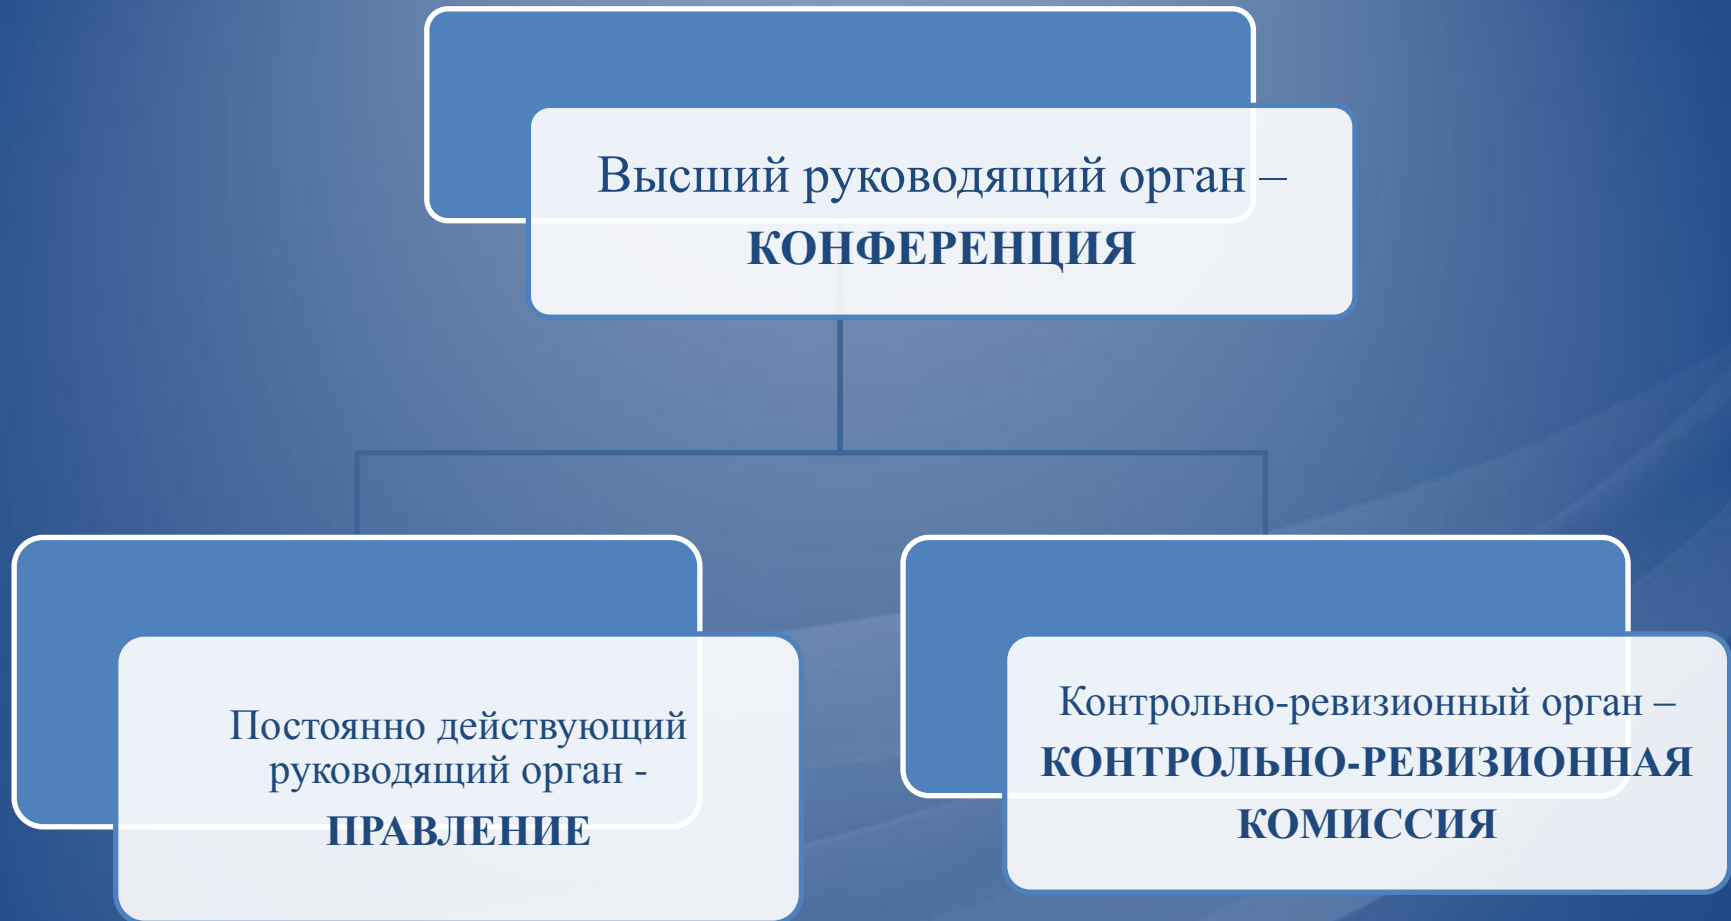 Высший руководящий орган –
КОНФЕРЕНЦИЯ
Постоянно действующий
руководящий орган -
ПРАВЛЕНИЕ
Контрольно-ревизионный орган –
КОНТРОЛЬНО-РЕВИЗИОННАЯ
КОМИССИЯ